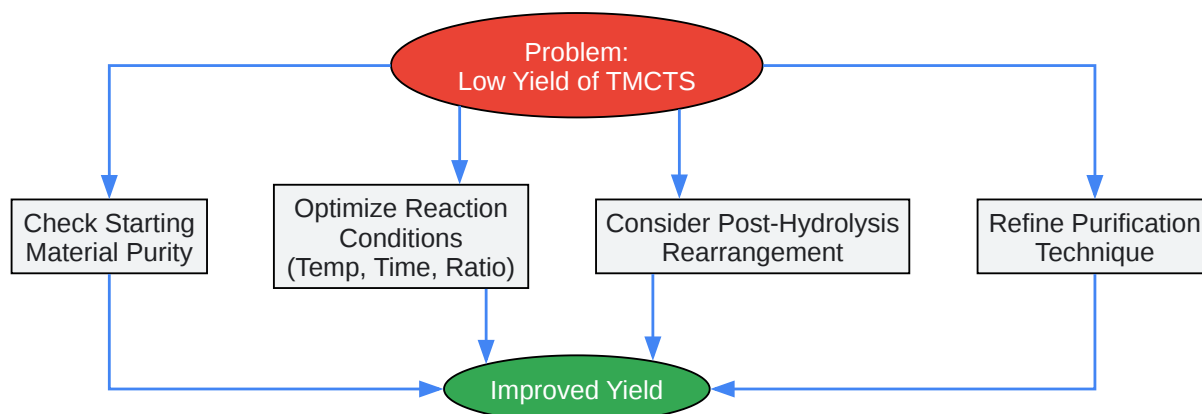 Problem:
Low Yield of TMCTS
Check Starting
Material Purity
Optimize Reaction
Conditions
(Temp, Time, Ratio)
Consider Post-Hydrolysis
Rearrangement
Refine Purification
Technique
Improved Yield